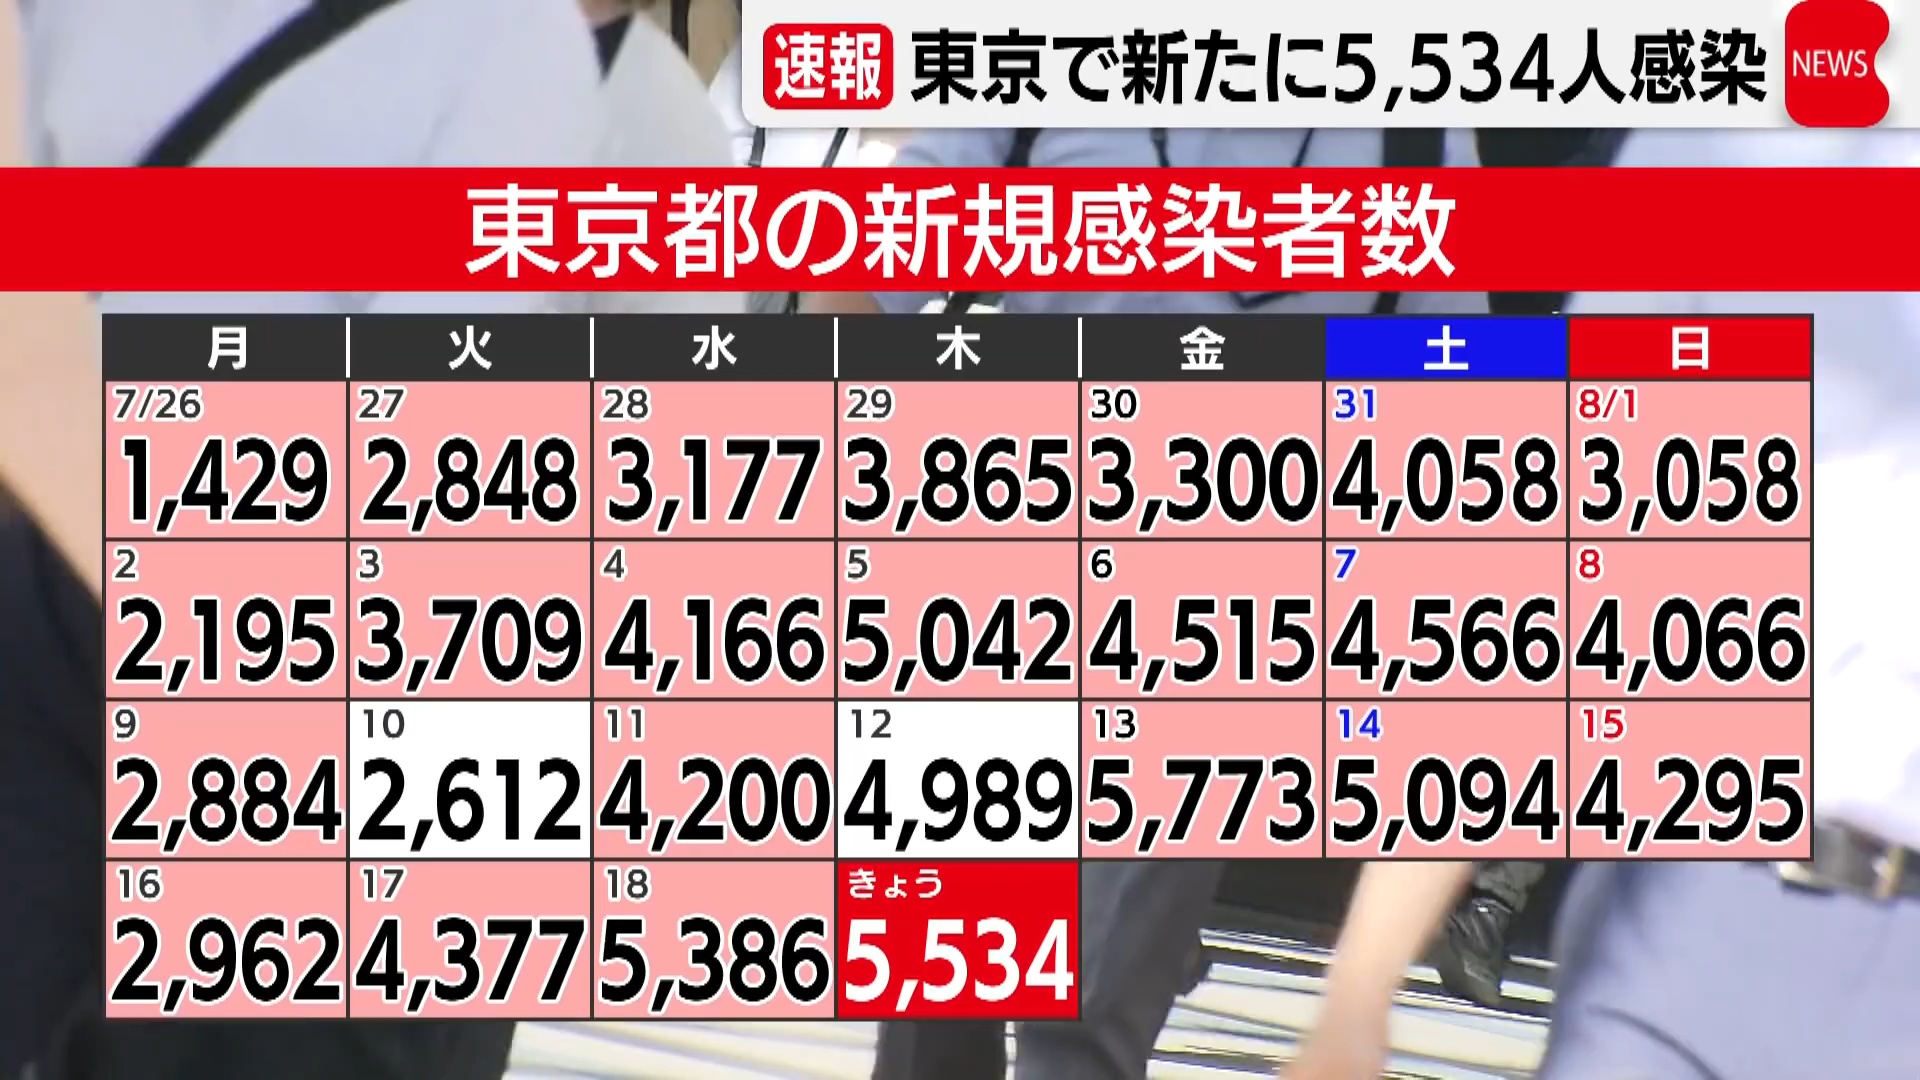 速報 東京で新たに5,534人感染 NEWS
東京都の新規感染者数
月 火 水 木 金 土 日
7/26 27 28 29 30 31 8/1
1,429 2,848 3,177 3,865 3,300 4,058 3,058
2 3 4 5 6 7 8
2,195 3,709 4,166 5,042 4,515 4,566 4,066
9 10 11 12 13 14 15
2,884 2,612 4,200 4,989 5,773 5,094 4,295
16 17 18 きょう
2,962 4,377 5,386 5,534